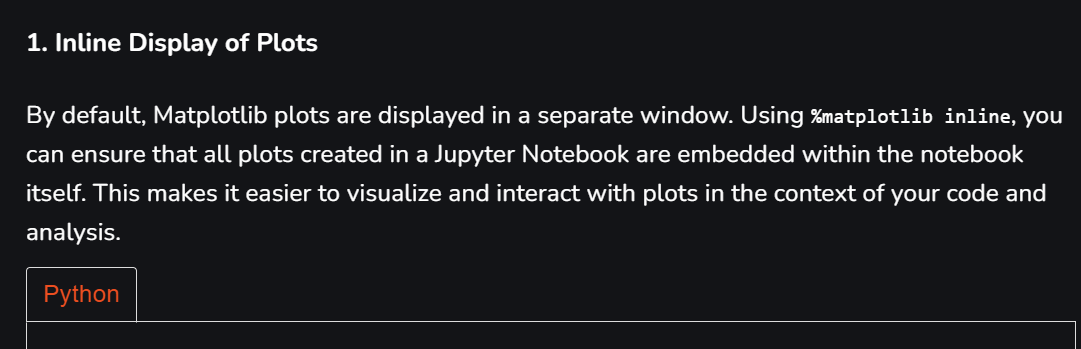 1. Inline Display of Plots
By default, Matplotlib plots are displayed in a separate window. Using %matplotlib inline, you
can ensure that all plots created in a Jupyter Notebook are embedded within the notebook
itself. This makes it easier to visualize and interact with plots in the context of your code and
analysis.
Python